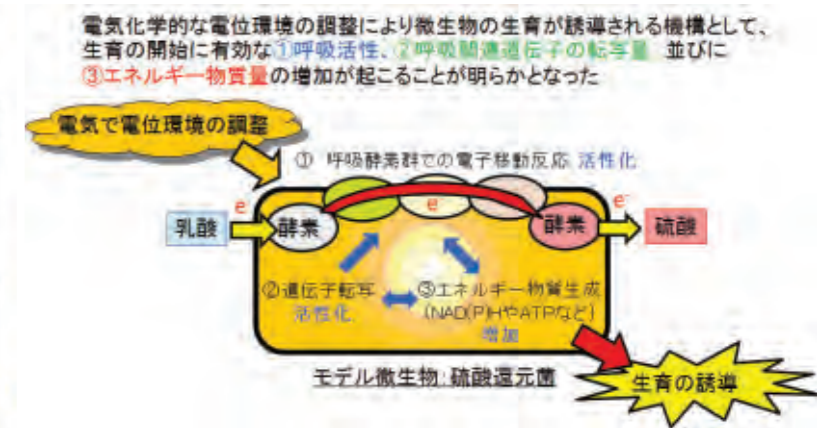 電気化学的な電位環境の調整により微生物の生育が誘導される機構として、
生育の開始に有効な①呼吸活性、②呼吸関連遺伝子の転写量 並びに
③エネルギー物質量の増加が起こることが明らかとなった
電気で電位環境の調整
① 呼吸酵素群での電子移動反応 活性化
乳酸
e
酵素
e
酵素
e⁻
硫酸
②遺伝子転写
活性化
③エネルギー物質生成
(NAD(P)HやATPなど)
増加
モデル微生物:硫酸還元菌
生育の誘導